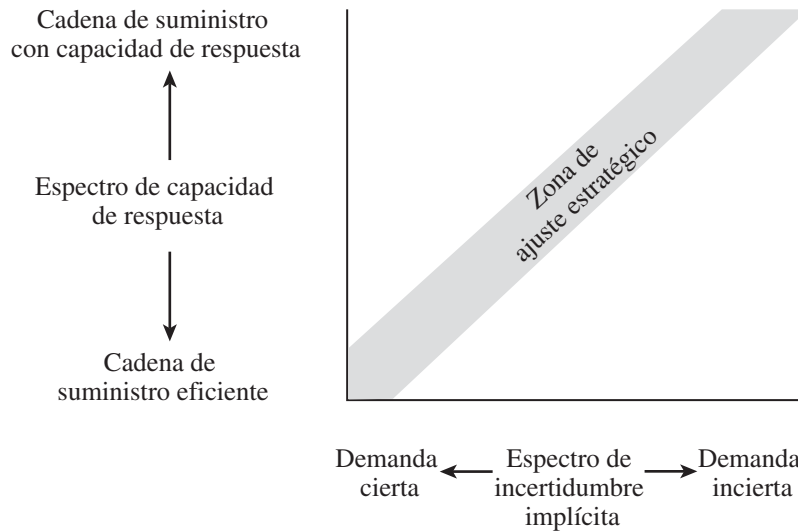 Cadena de suministro
con capacidad de respuesta
Espectro de capacidad
de respuesta
Cadena de
suministro eficiente
Zona de
ajuste estratégico
Demanda
cierta
Espectro de
incertidumbre
implícita
Demanda
incierta